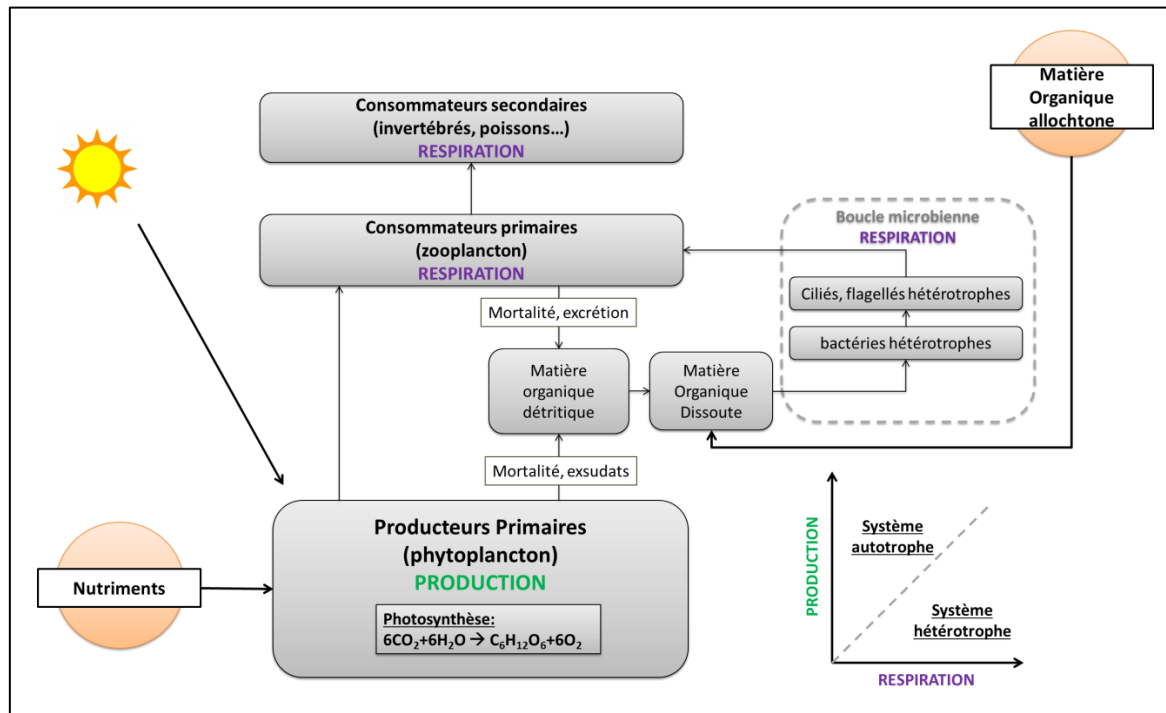 Matière
Organique
allochtone
Consommateurs secondaires
(invertébrés, poissons…)
RESPIRATION
Consommateurs primaires
(zooplancton)
RESPIRATION
Boucle microbienne
RESPIRATION
Ciliés, flagellés hétérotrophes
bactéries hétérotrophes
Mortalité, excrétion
Matière
organique
détritique
Matière
Organique
Dissoute
Mortalité, exsudats
Producteurs Primaires
(phytoplancton)
PRODUCTION
Photosynthèse:
6CO₂+6H₂O → C₆H₁₂O₆+6O₂
Nutriments
PRODUCTION
Système
autotrophe
Système
hétérotrophe
RESPIRATION